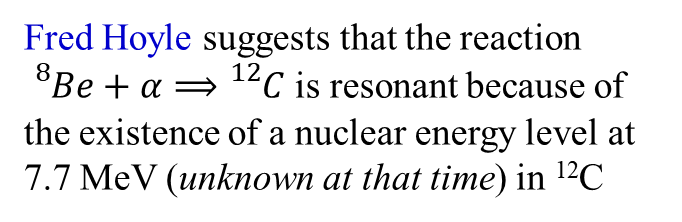 Fred Hoyle suggests that the reaction
⁸Be + α ⟹ ¹²C is resonant because of
the existence of a nuclear energy level at
7.7 MeV (unknown at that time) in ¹²C